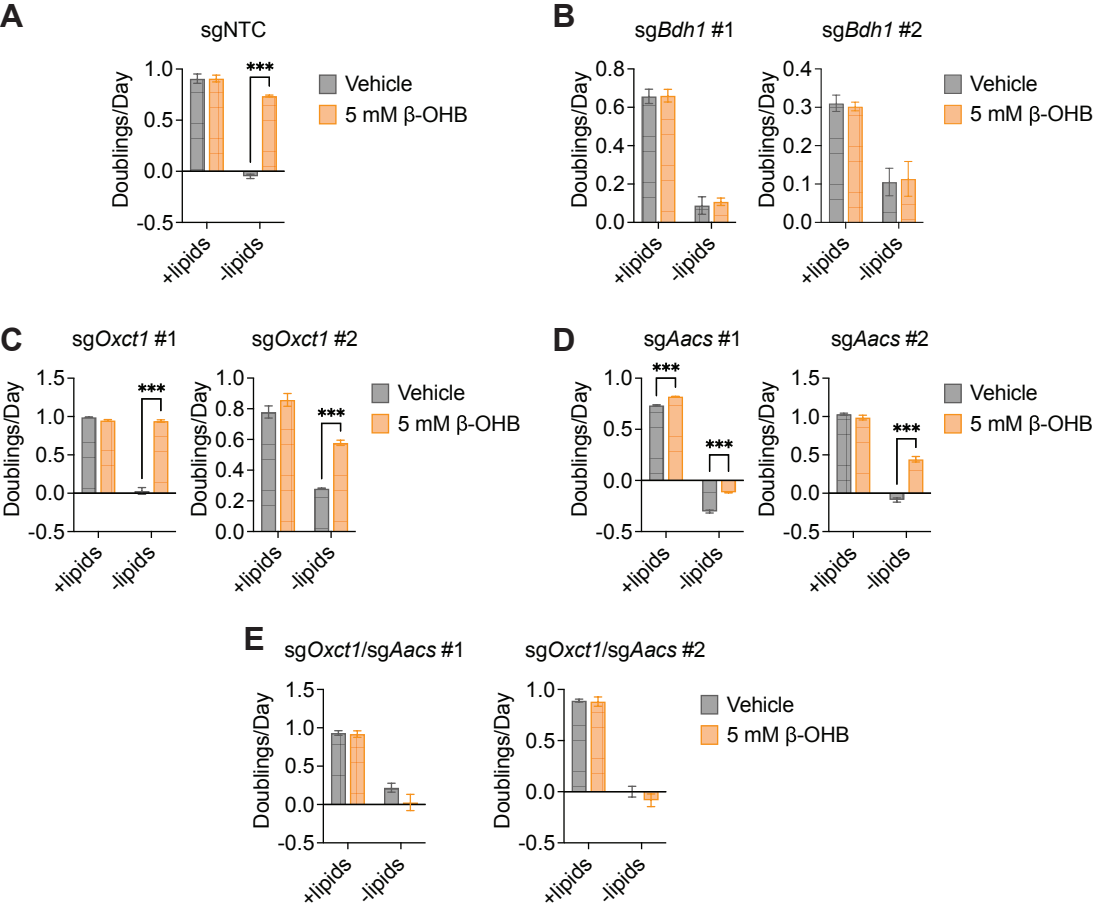 A
sgNTC
Doublings/Day
1.0
0.5
0.0
-0.5
***
+lipids
-lipids
Vehicle
5 mM β-OHB
B
sgBdh1 #1
Doublings/Day
0.8
0.6
0.4
0.2
0.0
+lipids
-lipids
sgBdh1 #2
Doublings/Day
0.4
0.3
0.2
0.1
0.0
+lipids
-lipids
Vehicle
5 mM β-OHB
C
sgOxct1 #1
Doublings/Day
1.5
1.0
0.5
0.0
-0.5
***
+lipids
-lipids
sgOxct1 #2
Doublings/Day
1.0
0.8
0.6
0.4
0.2
0.0
***
+lipids
-lipids
Vehicle
5 mM β-OHB
D
sgAacs #1
Doublings/Day
1.0
0.5
0.0
-0.5
***
***
+lipids
-lipids
sgAacs #2
Doublings/Day
1.5
1.0
0.5
0.0
-0.5
***
+lipids
-lipids
Vehicle
5 mM β-OHB
E
sgOxct1/sgAacs #1
Doublings/Day
1.5
1.0
0.5
0.0
-0.5
+lipids
-lipids
sgOxct1/sgAacs #2
Doublings/Day
1.0
0.5
0.0
-0.5
+lipids
-lipids
Vehicle
5 mM β-OHB